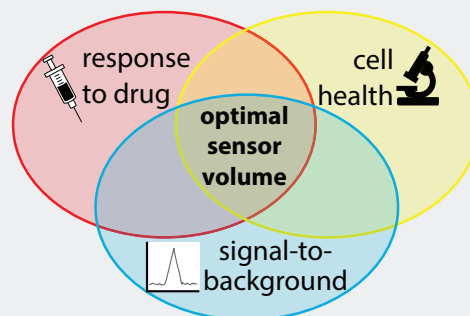 response
to drug
cell
health
optimal
sensor
volume
signal-to-
background